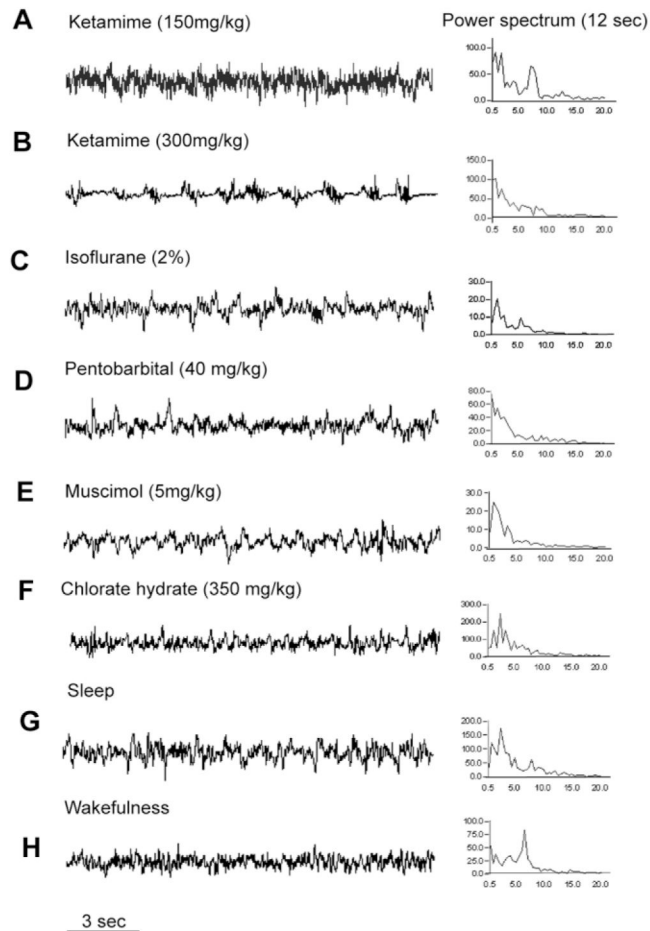 A Ketamime (150mg/kg) Power spectrum (12 sec)
100.0
50.0
0.0
0.5 5.0 10.0 15.0 20.0
B Ketamime (300mg/kg)
150.0
100.0
50.0
0.0
0.5 5.0 10.0 15.0 20.0
C Isoflurane (2%)
30.0
20.0
10.0
0.0
0.5 5.0 10.0 15.0 20.0
D Pentobarbital (40 mg/kg)
80.0
60.0
40.0
20.0
0.0
0.5 5.0 10.0 15.0 20.0
E Muscimol (5mg/kg)
30.0
20.0
10.0
0.0
0.5 5.0 10.0 15.0 20.0
F Chlorate hydrate (350 mg/kg)
300.0
200.0
100.0
0.0
0.5 5.0 10.0 15.0 20.0
Sleep
G
200.0
150.0
100.0
50.0
0.0
0.5 5.0 10.0 15.0 20.0
Wakefulness
H
100.0
75.0
50.0
25.0
0.0
0.5 5.0 10.0 15.0 20.0
3 sec